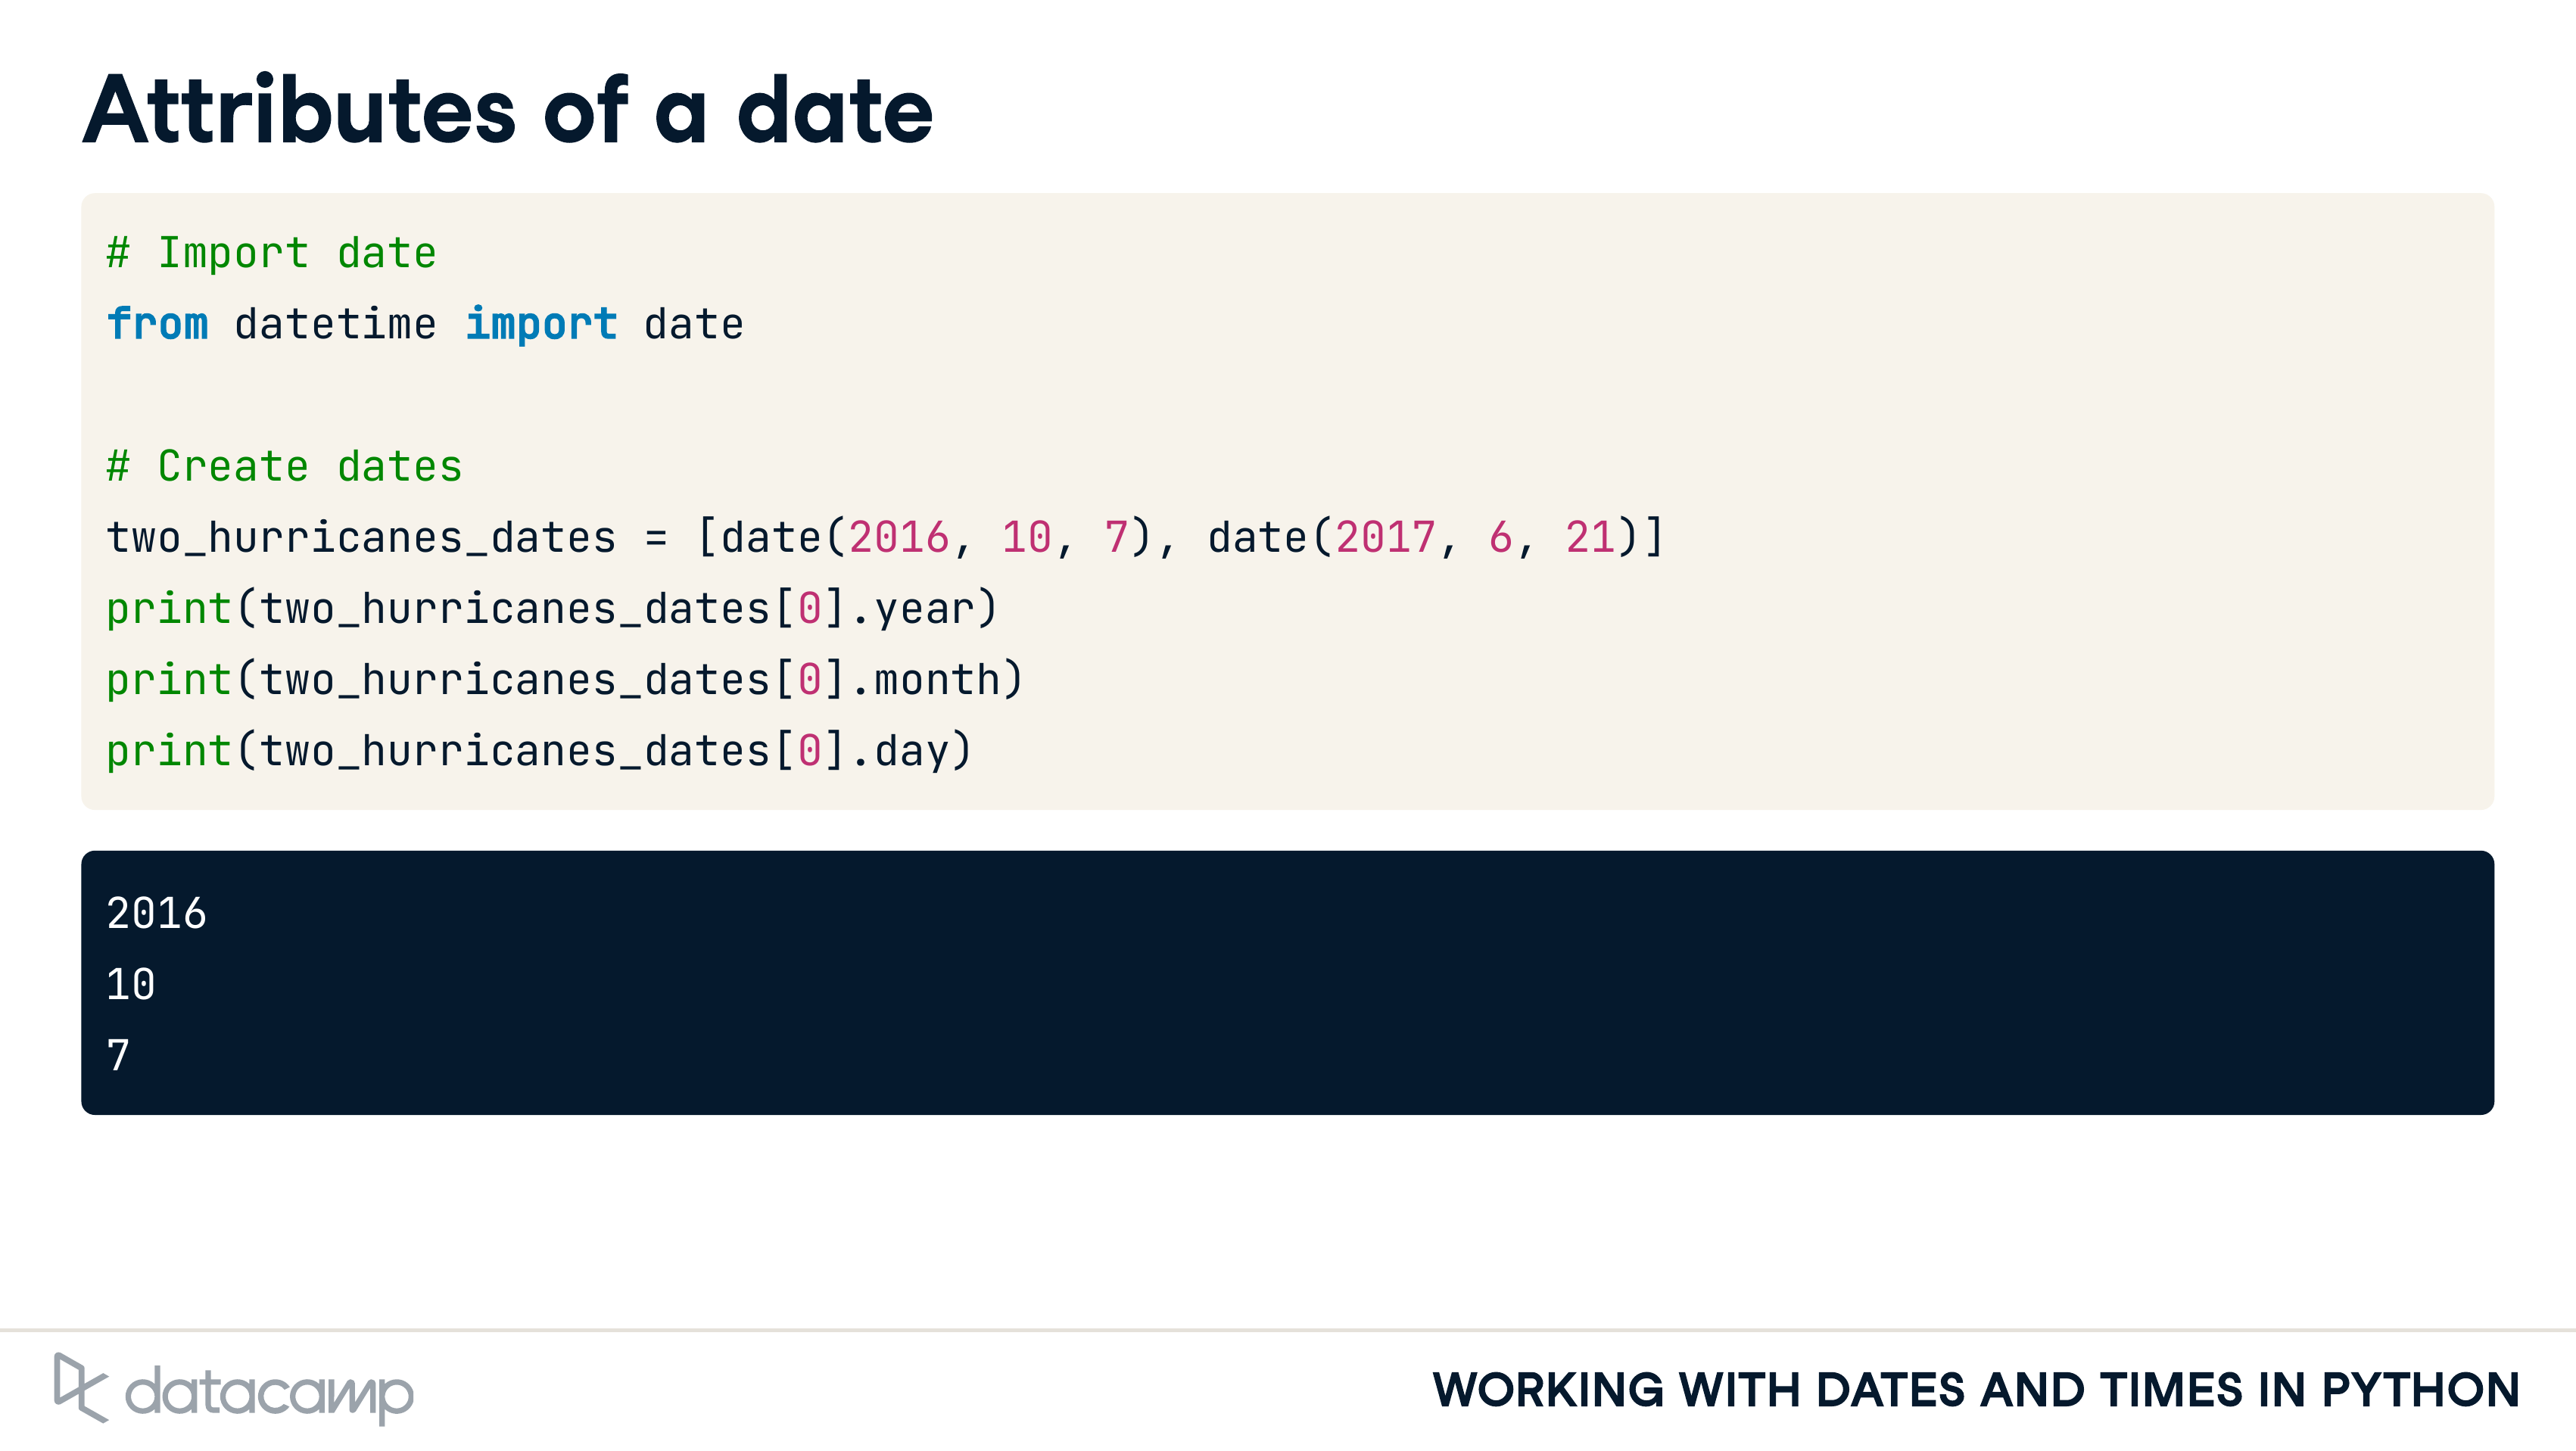 Attributes of a date
# Import date
from datetime import date
# Create dates
two_hurricanes_dates = [date(2016, 10, 7), date(2017, 6, 21)]
print(two_hurricanes_dates[0].year)
print(two_hurricanes_dates[0].month)
print(two_hurricanes_dates[0].day)
2016
10
7
datacamp
WORKING WITH DATES AND TIMES IN PYTHON